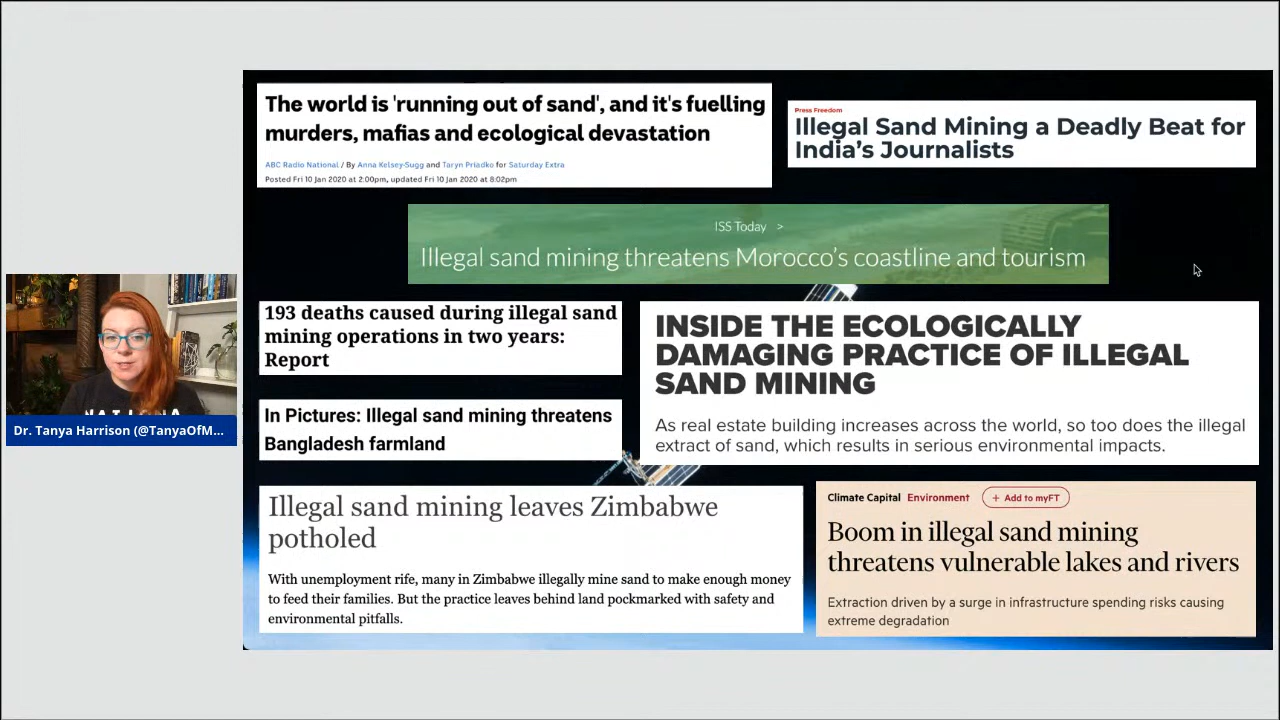 The world is 'running out of sand', and it's fuelling
murders, mafias and ecological devastation
ABC Radio National / By Anna Kelsey-Sugg and Taryn Priadko for Saturday Extra
Posted Fri 10 Jan 2020 at 2:00pm, updated Fri 10 Jan 2020 at 8:02pm
Press Freedom
Illegal Sand Mining a Deadly Beat for
India's Journalists
ISS Today >
Illegal sand mining threatens Morocco's coastline and tourism
193 deaths caused during illegal sand
mining operations in two years:
Report
INSIDE THE ECOLOGICALLY
DAMAGING PRACTICE OF ILLEGAL
SAND MINING
As real estate building increases across the world, so too does the illegal
extract of sand, which results in serious environmental impacts.
In Pictures: Illegal sand mining threatens
Bangladesh farmland
Illegal sand mining leaves Zimbabwe
potholed
With unemployment rife, many in Zimbabwe illegally mine sand to make enough money
to feed their families. But the practice leaves behind land pockmarked with safety and
environmental pitfalls.
Climate Capital Environment + Add to myFT
Boom in illegal sand mining
threatens vulnerable lakes and rivers
Extraction driven by a surge in infrastructure spending risks causing
extreme degradation
Dr. Tanya Harrison (@TanyaOfM...